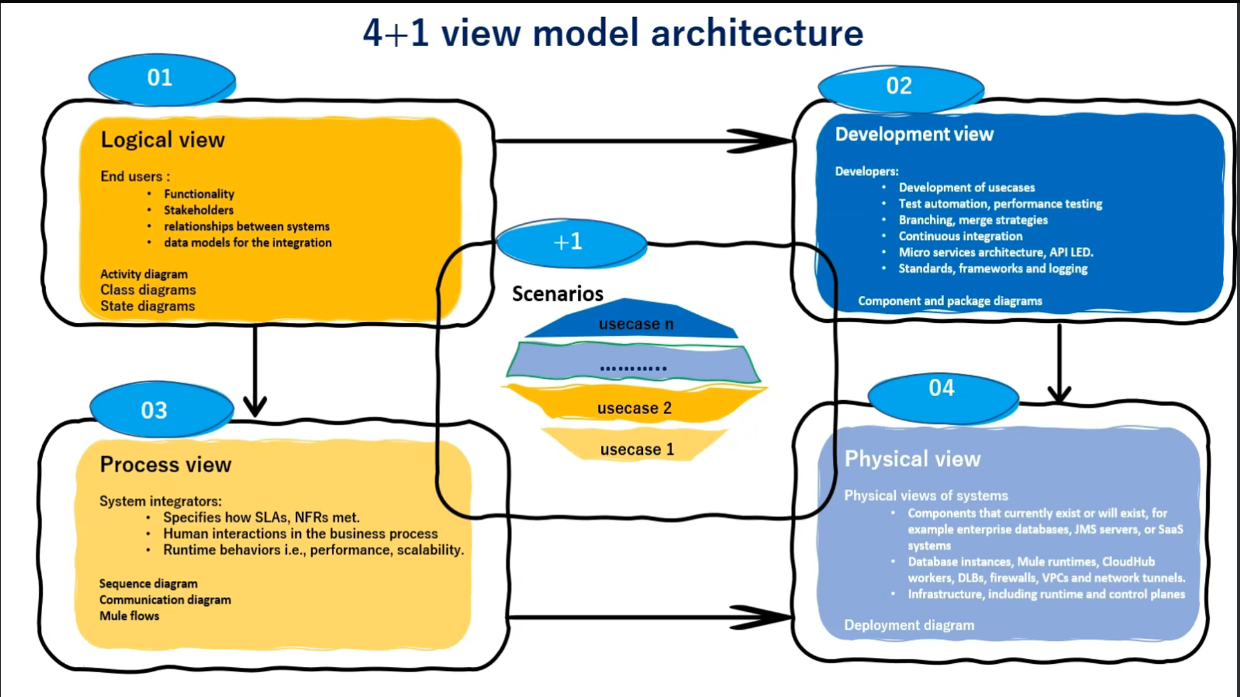 4+1 view model architecture
01
Logical view
End users :
• Functionality
• Stakeholders
• relationships between systems
• data models for the integration
Activity diagram
Class diagrams
State diagrams
02
Development view
Developers:
• Development of usecases
• Test automation, performance testing
• Branching, merge strategies
• Continuous integration
• Micro services architecture, API LED.
• Standards, frameworks and logging
Component and package diagrams
+1
Scenarios
usecase n
...........
usecase 2
usecase 1
03
Process view
System integrators:
• Specifies how SLAs, NFRs met.
• Human interactions in the business process
• Runtime behaviors i.e., performance, scalability.
Sequence diagram
Communication diagram
Mule flows
04
Physical view
Physical views of systems
• Components that currently exist or will exist, for
example enterprise databases, JMS servers, or SaaS
systems
• Database instances, Mule runtimes, CloudHub
workers, DLBs, firewalls, VPCs and network tunnels.
• Infrastructure, including runtime and control planes
Deployment diagram